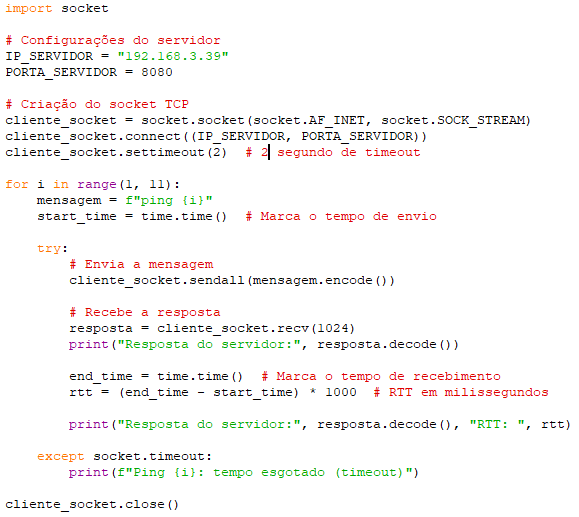 import socket

# Configurações do servidor
IP_SERVIDOR = "192.168.3.39"
PORTA_SERVIDOR = 8080

# Criação do socket TCP
cliente_socket = socket.socket(socket.AF_INET, socket.SOCK_STREAM)
cliente_socket.connect((IP_SERVIDOR, PORTA_SERVIDOR))
cliente_socket.settimeout(2)  # 2 segundo de timeout

for i in range(1, 11):
    mensagem = f"ping {i}"
    start_time = time.time()  # Marca o tempo de envio

    try:
        # Envia a mensagem
        cliente_socket.sendall(mensagem.encode())

        # Recebe a resposta
        resposta = cliente_socket.recv(1024)
        print("Resposta do servidor:", resposta.decode())

        end_time = time.time()  # Marca o tempo de recebimento
        rtt = (end_time - start_time) * 1000  # RTT em milissegundos

        print("Resposta do servidor:", resposta.decode(), "RTT: ", rtt)

    except socket.timeout:
        print(f"Ping {i}: tempo esgotado (timeout)")

cliente_socket.close()